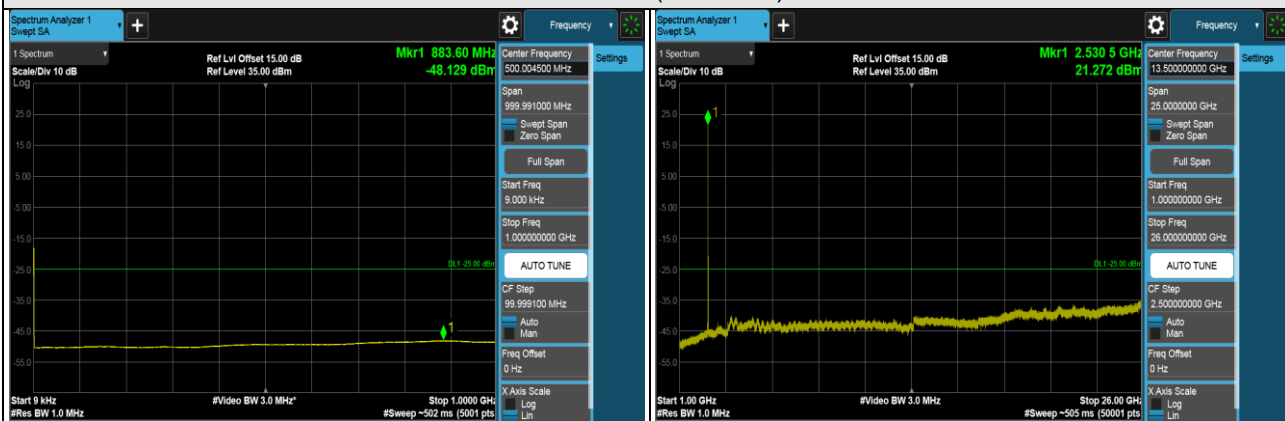 Spectrum Analyzer 1
Swept SA
+
Frequency
1 Spectrum
Scale/Div 10 dB
Log
Ref Lvl Offset 15.00 dB
Ref Level 35.00 dBm
Mkr1 883.60 MHz
-48.129 dBm
25.0
15.0
5.00
-5.00
-15.0
-25.0
-35.0
-45.0
-55.0
DL1 -25.00 dBm
1
Start 9 kHz
#Res BW 1.0 MHz
#Video BW 3.0 MHz*
Stop 1.0000 GHz
#Sweep ~502 ms (5001 pts
Center Frequency
500.004500 MHz
Settings
Span
999.991000 MHz
Swept Span
Zero Span
Full Span
Start Freq
9.000 kHz
Stop Freq
1.000000000 GHz
AUTO TUNE
CF Step
99.999100 MHz
Auto
Man
Freq Offset
0 Hz
X Axis Scale
Log
Lin
Spectrum Analyzer 1
Swept SA
+
Frequency
1 Spectrum
Scale/Div 10 dB
Log
Ref Lvl Offset 15.00 dB
Ref Level 35.00 dBm
Mkr1 2.530 5 GHz
21.272 dBm
25.0
15.0
5.00
-5.00
-15.0
-25.0
-35.0
-45.0
-55.0
DL1 -25.00 dBm
1
Start 1.00 GHz
#Res BW 1.0 MHz
#Video BW 3.0 MHz
Stop 26.00 GHz
#Sweep ~505 ms (50001 pts
Center Frequency
13.500000000 GHz
Settings
Span
25.0000000 GHz
Swept Span
Zero Span
Full Span
Start Freq
1.000000000 GHz
Stop Freq
26.000000000 GHz
AUTO TUNE
CF Step
2.500000000 GHz
Auto
Man
Freq Offset
0 Hz
X Axis Scale
Log
Lin